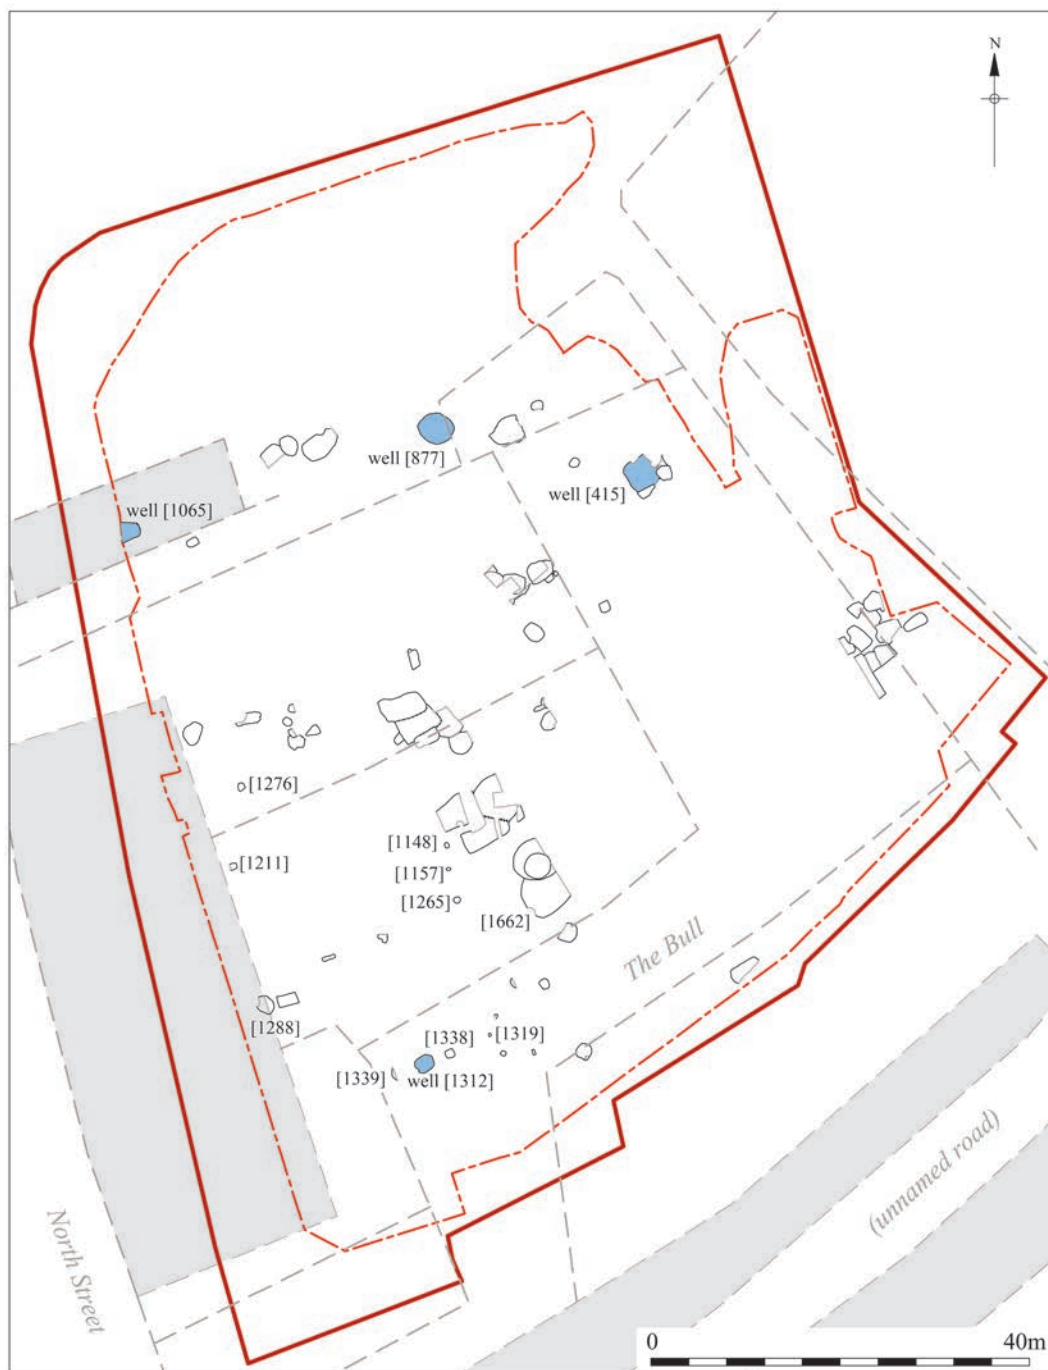 N
well [877]
well [415]
well [1065]
[1276]
[1148]
[1211]
[1157]
[1265]
[1662]
The Bull
[1288]
[1338]
[1319]
[1339]
well [1312]
(unnamed road)
North Street
0
40m